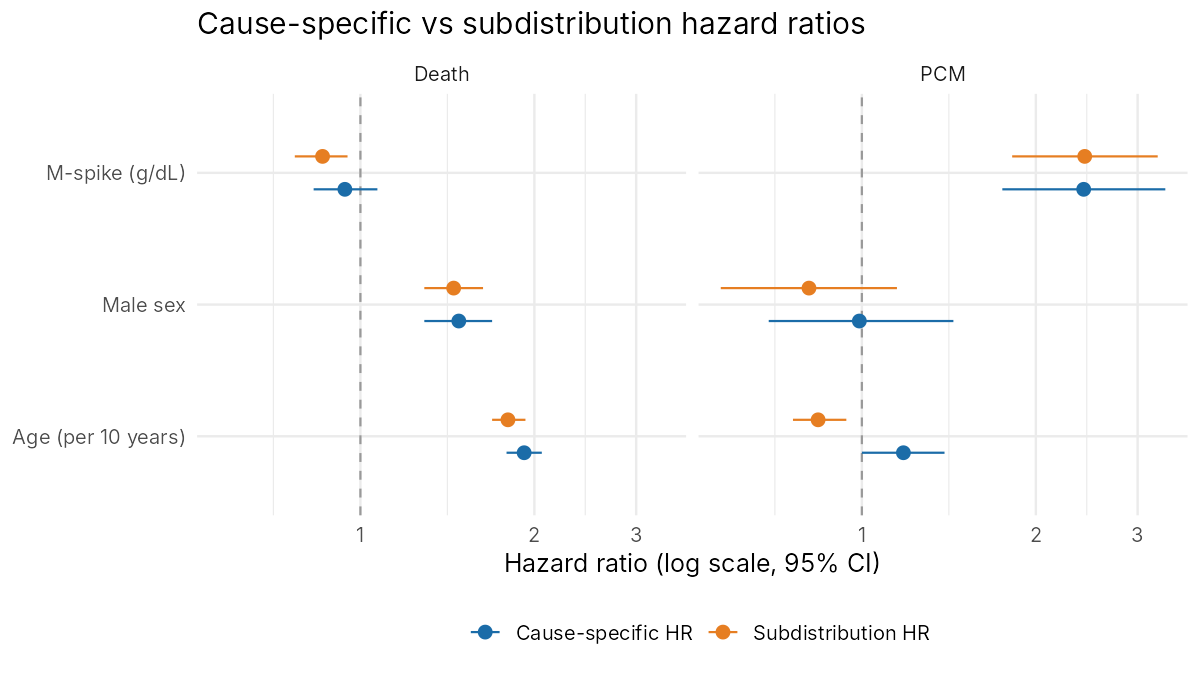 Cause-specific vs subdistribution hazard ratios
Death PCM
M-spike (g/dL)
Male sex
Age (per 10 years)
1 2 3 1 2 3
Hazard ratio (log scale, 95% CI)
Cause-specific HR Subdistribution HR